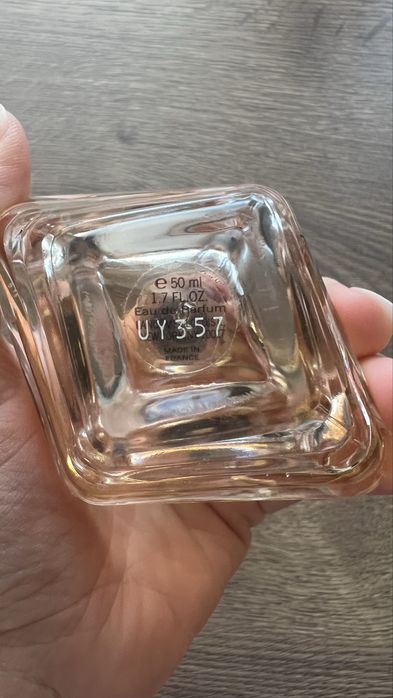 ℮ 50 ml
1.7 FL.OZ.
Eau de Parfum
UY357
MADE IN
FRANCE